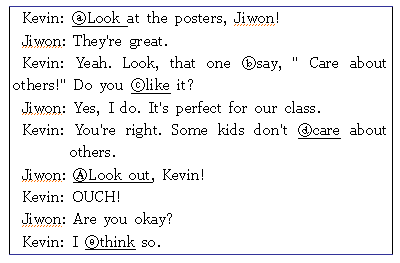 Kevin: ⓐLook at the posters, Jiwon!
Jiwon: They're great.
Kevin: Yeah. Look, that one ⓑsay, " Care about
others!" Do you ⓒlike it?
Jiwon: Yes, I do. It's perfect for our class.
Kevin: You're right. Some kids don't ⓓcare about
others.
Jiwon: ⒶLook out, Kevin!
Kevin: OUCH!
Jiwon: Are you okay?
Kevin: I ⓔthink so.